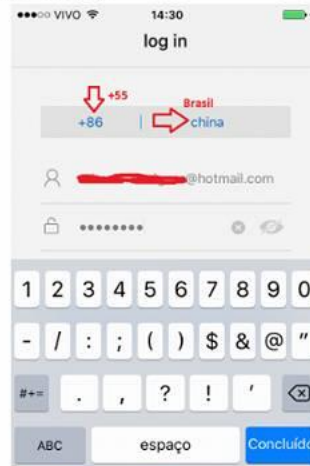 VIVO 14:30
log in
+55 Brasil
+86 | china
@hotmail.com
1 2 3 4 5 6 7 8 9 0
- / : ; ( ) $ & @ "
#+= . , ? ! '
ABC espaço Concluído